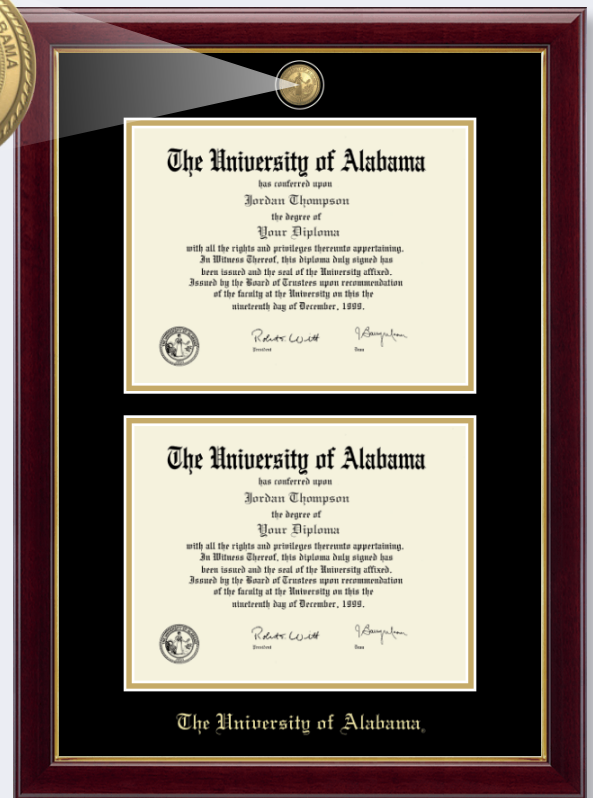 BAMA
The University of Alabama
has conferred upon
Jordan Thompson
the degree of
Your Diploma
with all the rights and privileges thereunto appertaining.
In Witness Thereof, this diploma duly signed has
been issued and the seal of the University affixed.
Issued by the Board of Trustees upon recommendation
of the faculty at the University on this the
nineteenth day of December, 1999.
Robert Witt
President
Dean
The University of Alabama
has conferred upon
Jordan Thompson
the degree of
Your Diploma
with all the rights and privileges thereunto appertaining.
In Witness Thereof, this diploma duly signed has
been issued and the seal of the University affixed.
Issued by the Board of Trustees upon recommendation
of the faculty at the University on this the
nineteenth day of December, 1999.
Robert Witt
President
Dean
The University of Alabama®